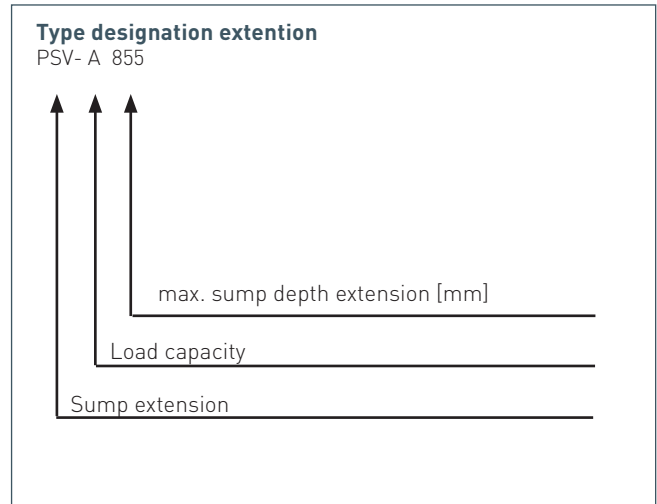 Type designation extention
PSV- A 855
max. sump depth extension [mm]
Load capacity
Sump extension